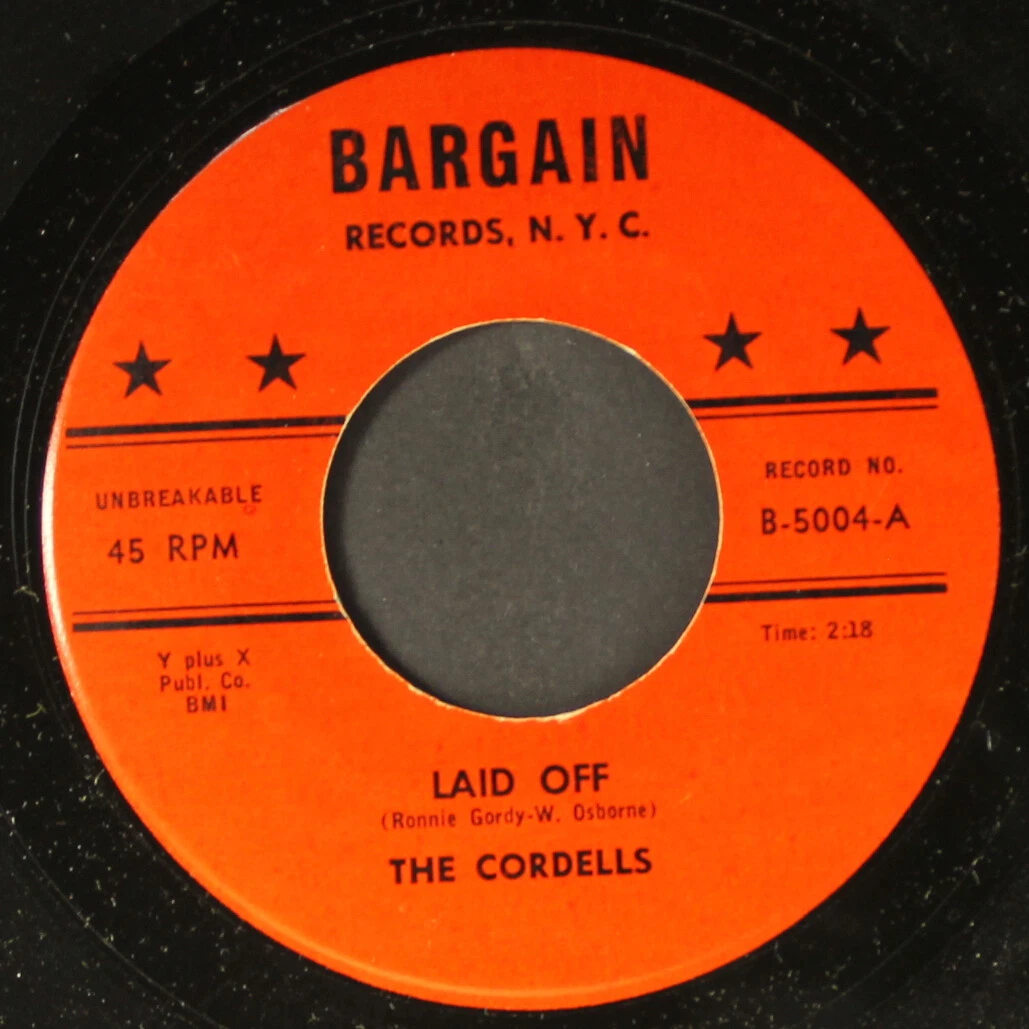 BARGAIN
RECORDS, N. Y. C.
UNBREAKABLE
45 RPM
RECORD NO.
B-5004-A
Y plus X
Publ. Co.
BMI
Time: 2:18
LAID OFF
(Ronnie Gordy-W. Osborne)
THE CORDELLS